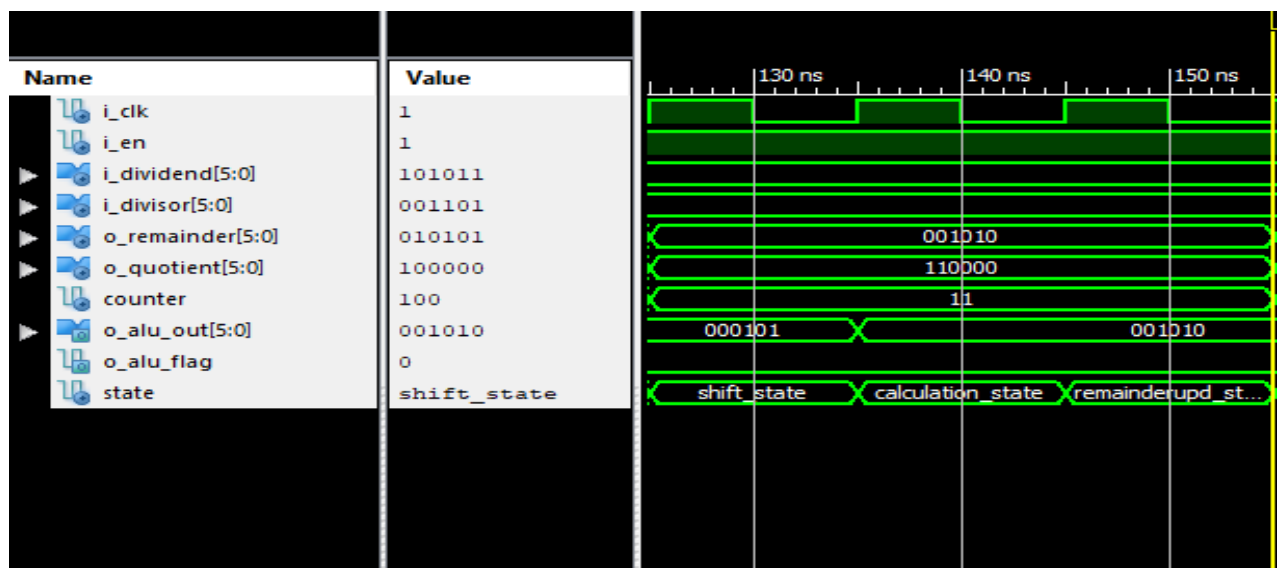 Name Value 130 ns 140 ns 150 ns
i_clk 1
i_en 1
i_dividend[5:0] 101011
i_divisor[5:0] 001101
o_remainder[5:0] 010101 001010
o_quotient[5:0] 100000 110000
counter 100 11
o_alu_out[5:0] 001010 000101 001010
o_alu_flag 0
state shift_state shift_state calculation_state remainderupd_st...